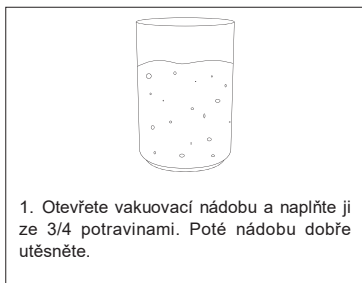 1. Otevřete vakuovací nádobu a naplňte ji
ze 3/4 potravinami. Poté nádobu dobře
utěsněte.